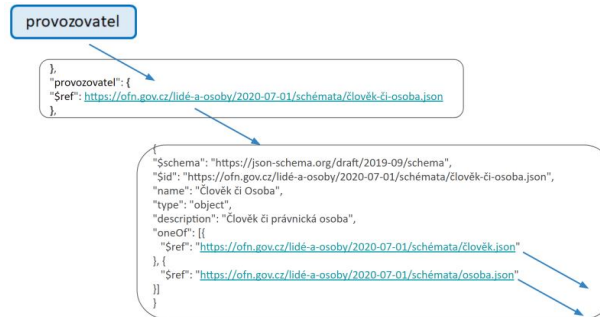 provozovatel
},
"provozovatel": {
"$ref": https://ofn.gov.cz/lidé-a-osoby/2020-07-01/schémata/člověk-či-osoba.json
},
{
"$schema": "https://json-schema.org/draft/2019-09/schema",
"$id": "https://ofn.gov.cz/lidé-a-osoby/2020-07-01/schémata/člověk-či-osoba.json",
"name": "Člověk či Osoba",
"type": "object",
"description": "Člověk či právnická osoba",
"oneOf": [{
"$ref": "https://ofn.gov.cz/lidé-a-osoby/2020-07-01/schémata/člověk.json"
}, {
"$ref": "https://ofn.gov.cz/lidé-a-osoby/2020-07-01/schémata/osoba.json"
}]
}